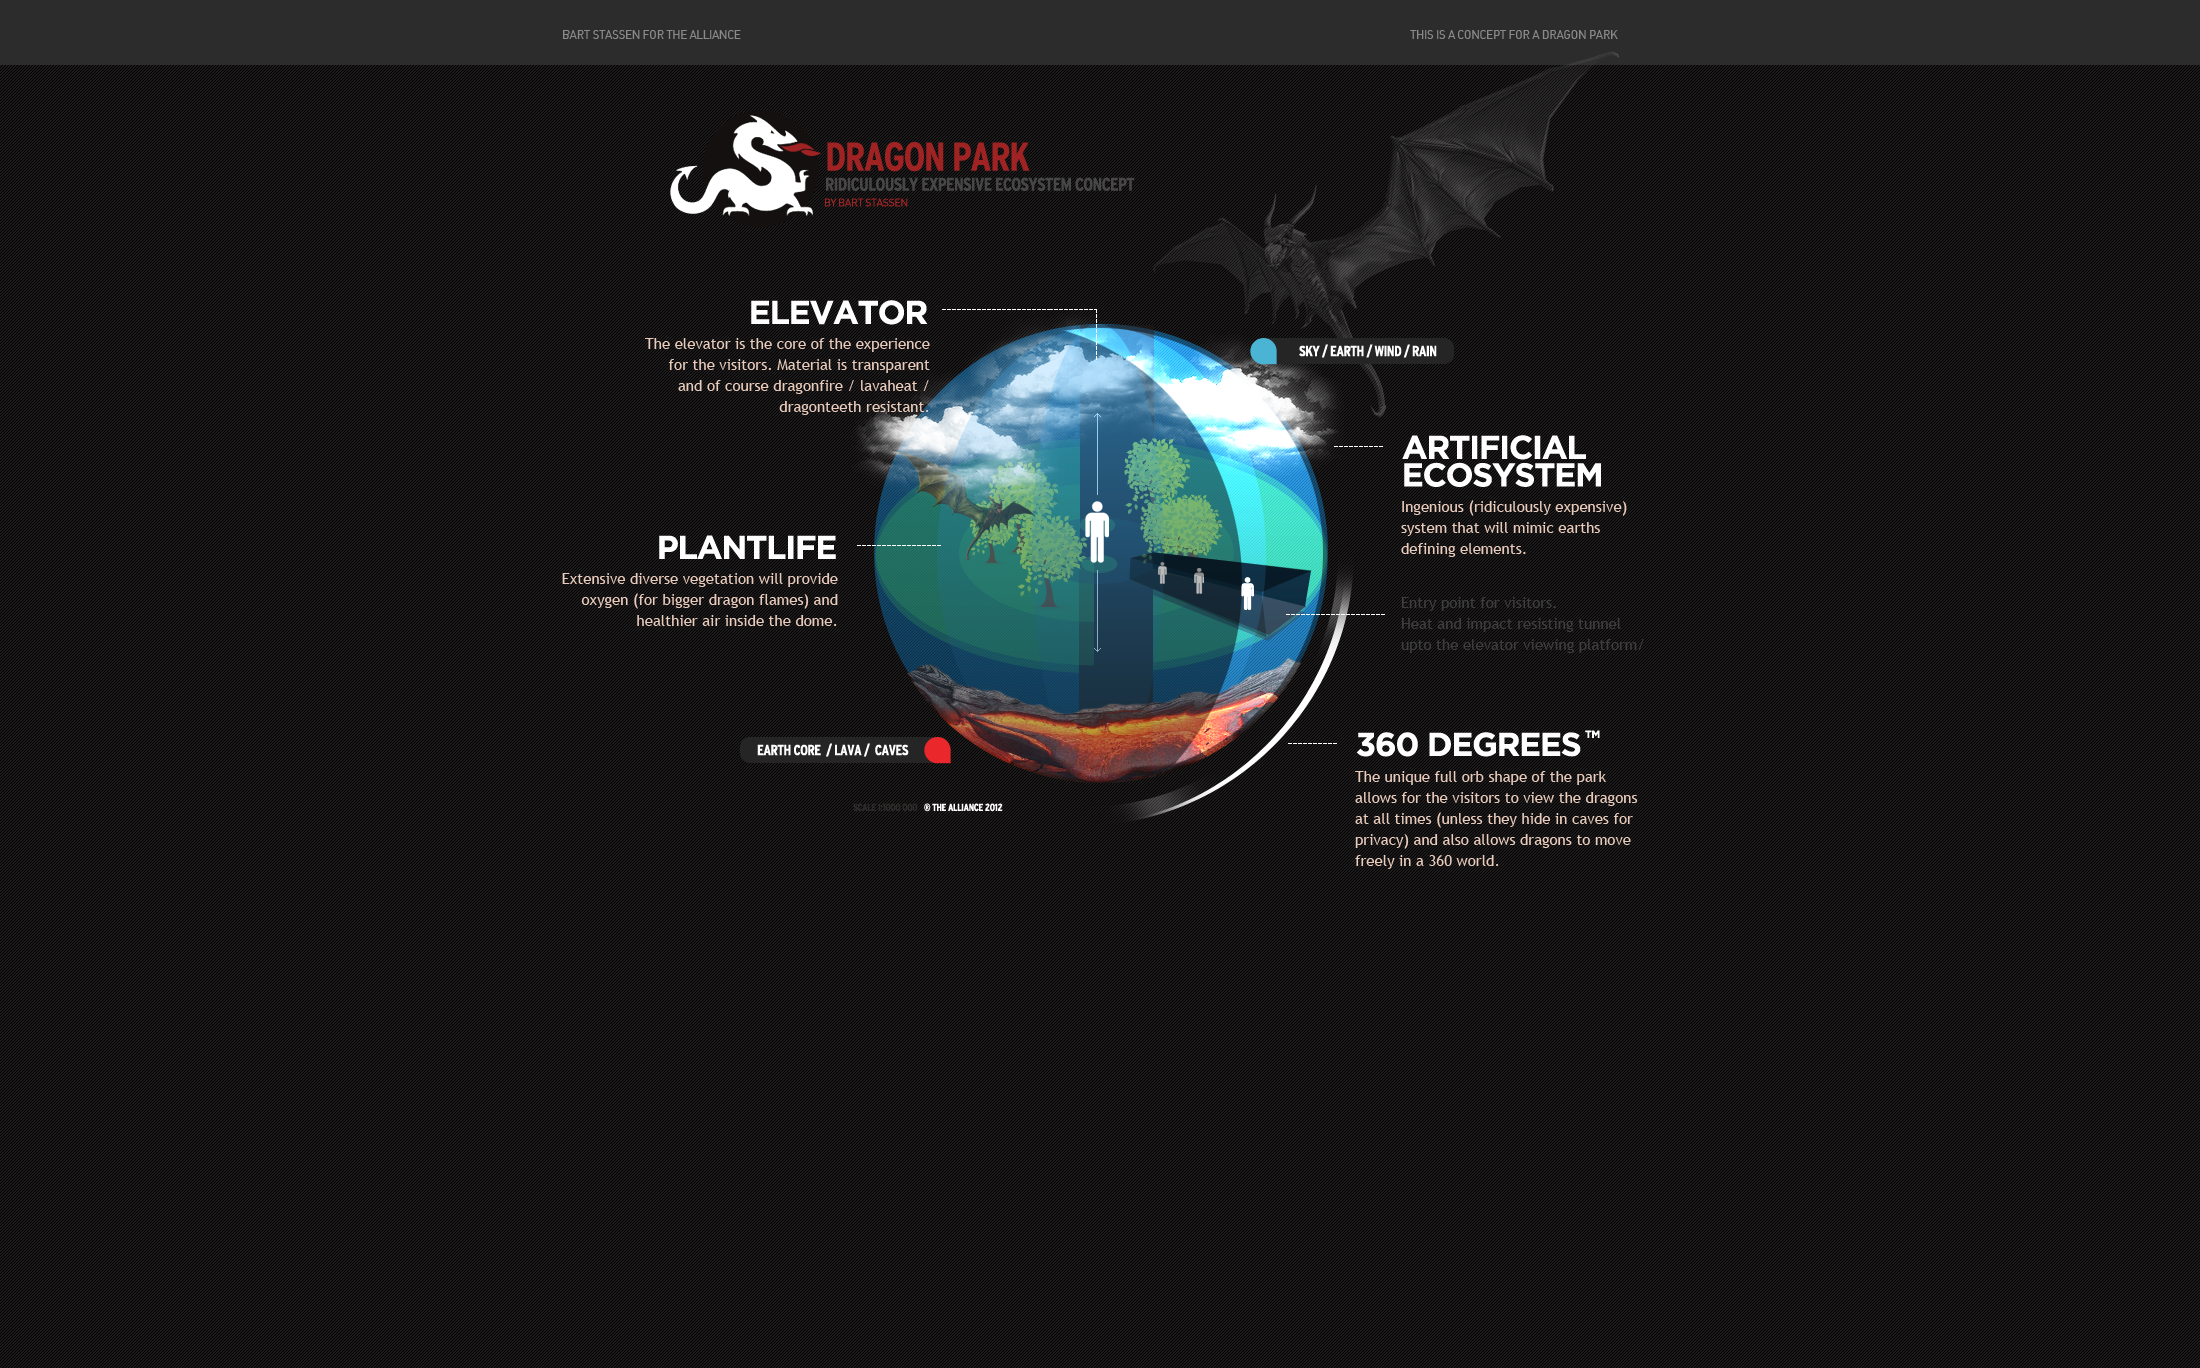 BART STASSEN FOR THE ALLIANCE
THIS IS A CONCEPT FOR A DRAGON PARK
DRAGON PARK
RIDICULOUSLY EXPENSIVE ECOSYSTEM CONCEPT
BY BART STASSEN
ELEVATOR
The elevator is the core of the experience
for the visitors. Material is transparent
and of course dragonfire / lavaheat /
dragonteeth resistant.
SKY / EARTH / WIND / RAIN
ARTIFICIAL
ECOSYSTEM
Ingenious (ridiculously expensive)
system that will mimic earths
defining elements.
PLANTLIFE
Extensive diverse vegetation will provide
oxygen (for bigger dragon flames) and
healthier air inside the dome.
Entry point for visitors.
Heat and impact resisting tunnel
upto the elevator viewing platform/
EARTH CORE / LAVA / CAVES
360 DEGREES™
The unique full orb shape of the park
allows for the visitors to view the dragons
at all times (unless they hide in caves for
privacy) and also allows dragons to move
freely in a 360 world.
SCALE 1:1000 000 © THE ALLIANCE 2012